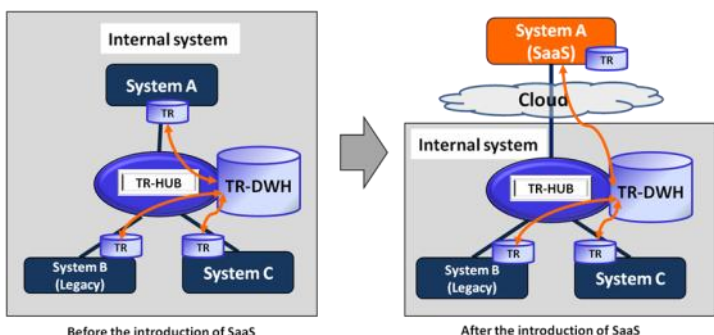 Internal system
System A
TR
TR-HUB
TR-DWH
TR
TR
System B
(Legacy)
System C
Before the introduction of SaaS
System A
(SaaS)
TR
Cloud
Internal system
TR-HUB
TR-DWH
TR
TR
System B
(Legacy)
System C
After the introduction of SaaS